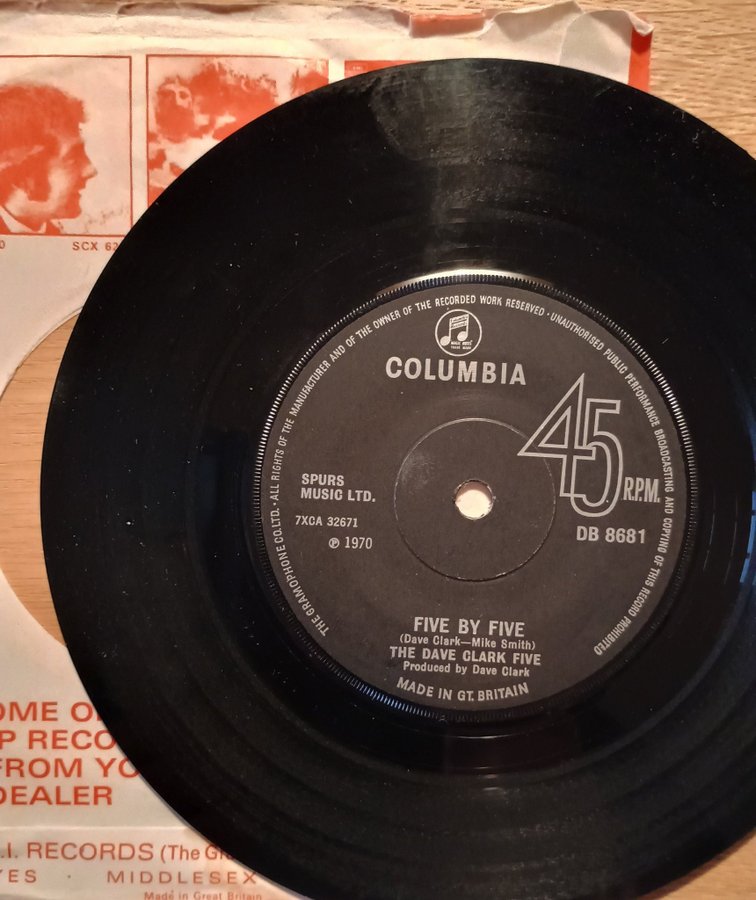 0
SCX 62
THE GRAMOPHONE CO.LTD. · ALL RIGHTS OF THE MANUFACTURER AND OF THE OWNER OF THE RECORDED WORK RESERVED · UNAUTHORISED PUBLIC PERFORMANCE BROADCASTING AND COPYING OF THIS RECORD PROHIBITED
COLUMBIA
45
R.P.M.
SPURS
MUSIC LTD.
7XCA 32671
℗ 1970
DB 8681
FIVE BY FIVE
(Dave Clark—Mike Smith)
THE DAVE CLARK FIVE
Produced by Dave Clark
MADE IN GT. BRITAIN
OME O
P RECO
FROM YO
DEALER
.I. RECORDS (The Gr
YES MIDDLESEX
Made in Great Britain